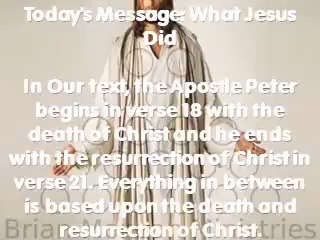 Today's Message: What Jesus
Did
In Our text, the Apostle Peter
begins in verse 18 with the
death of Christ and he ends
with the resurrection of Christ in
verse 21. Everything in between
is based upon the death and
resurrection of Christ.